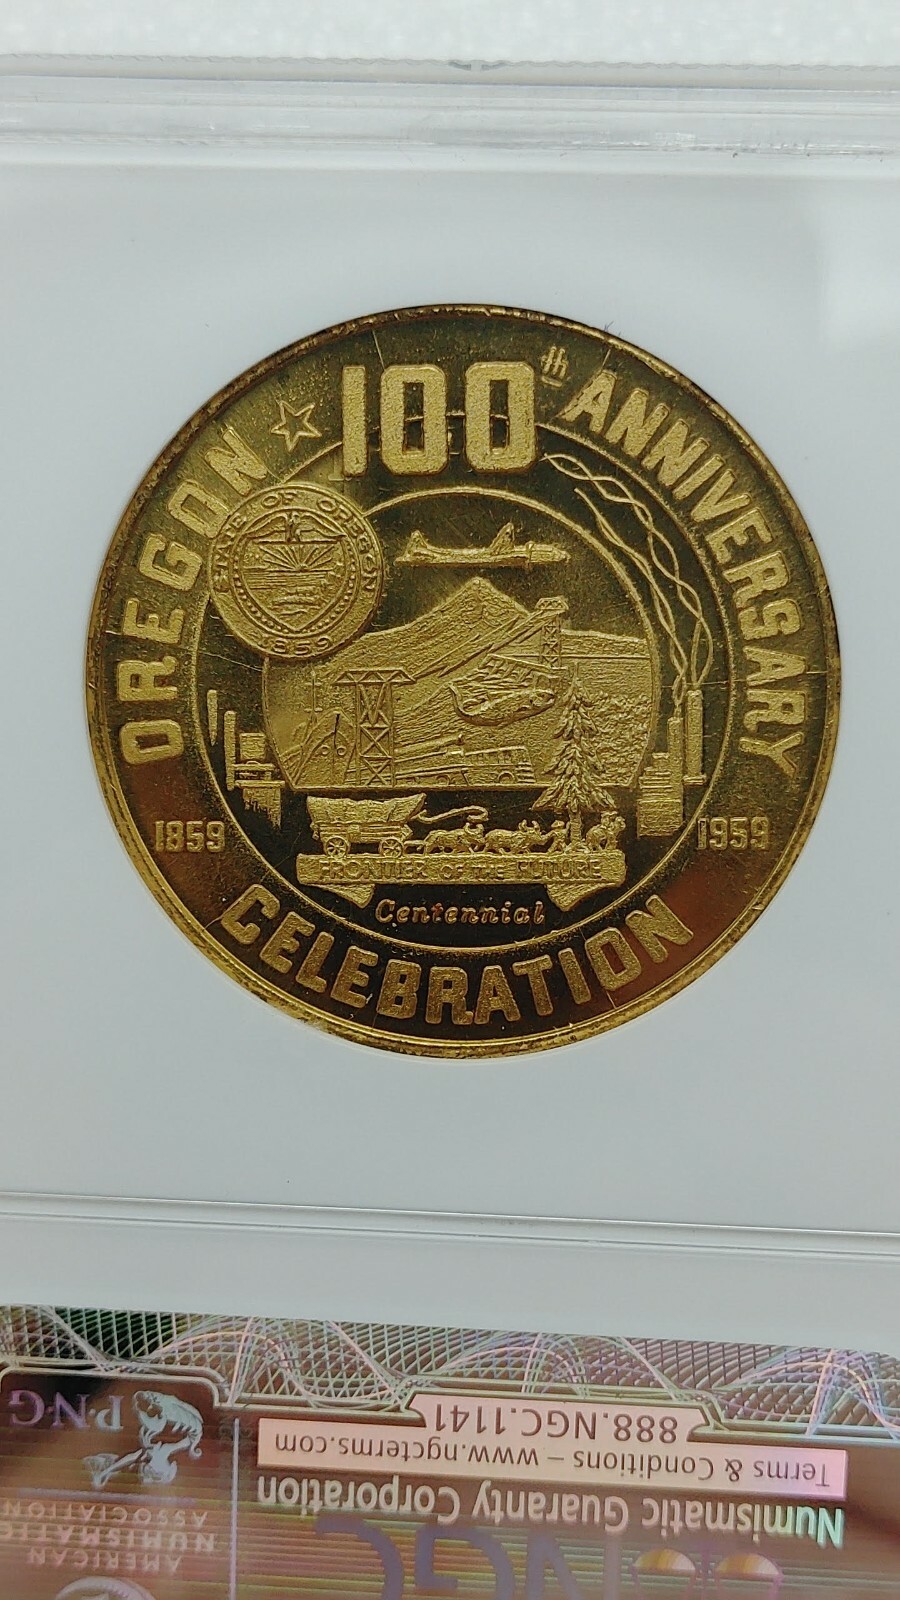 OREGON ☆ 100th ANNIVERSARY
STATE OF OREGON
1859
1859
1959
FRONTIER OF THE FUTURE
Centennial
CELEBRATION
888.NGC.1141
Terms & Conditions – www.ngcterms.com
Numismatic Guaranty Corporation
NGC
P·N·G
AMERICAN
NUMISMATIC
ASSOCIATION